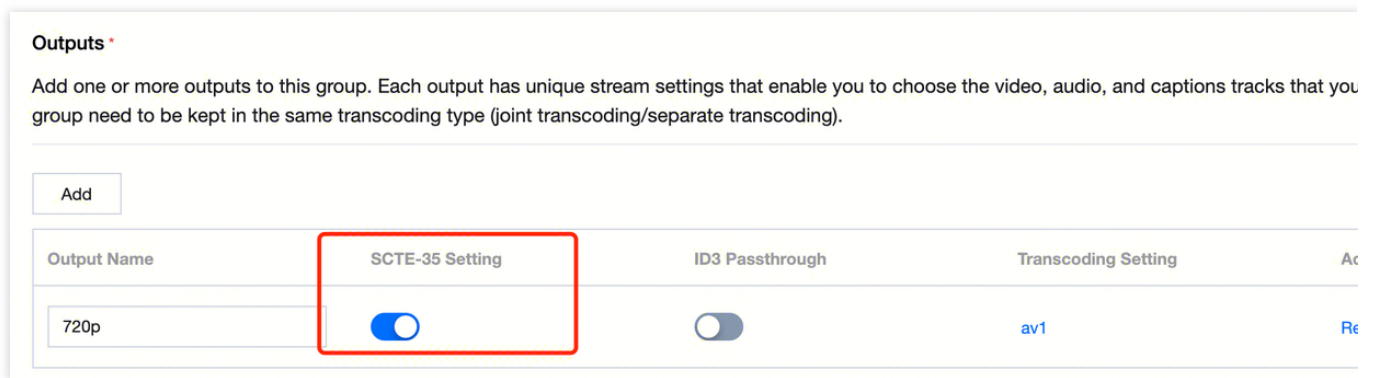 Outputs *
Add one or more outputs to this group. Each output has unique stream settings that enable you to choose the video, audio, and captions tracks that you
group need to be kept in the same transcoding type (joint transcoding/separate transcoding).
Add
Output Name SCTE-35 Setting ID3 Passthrough Transcoding Setting
720p av1